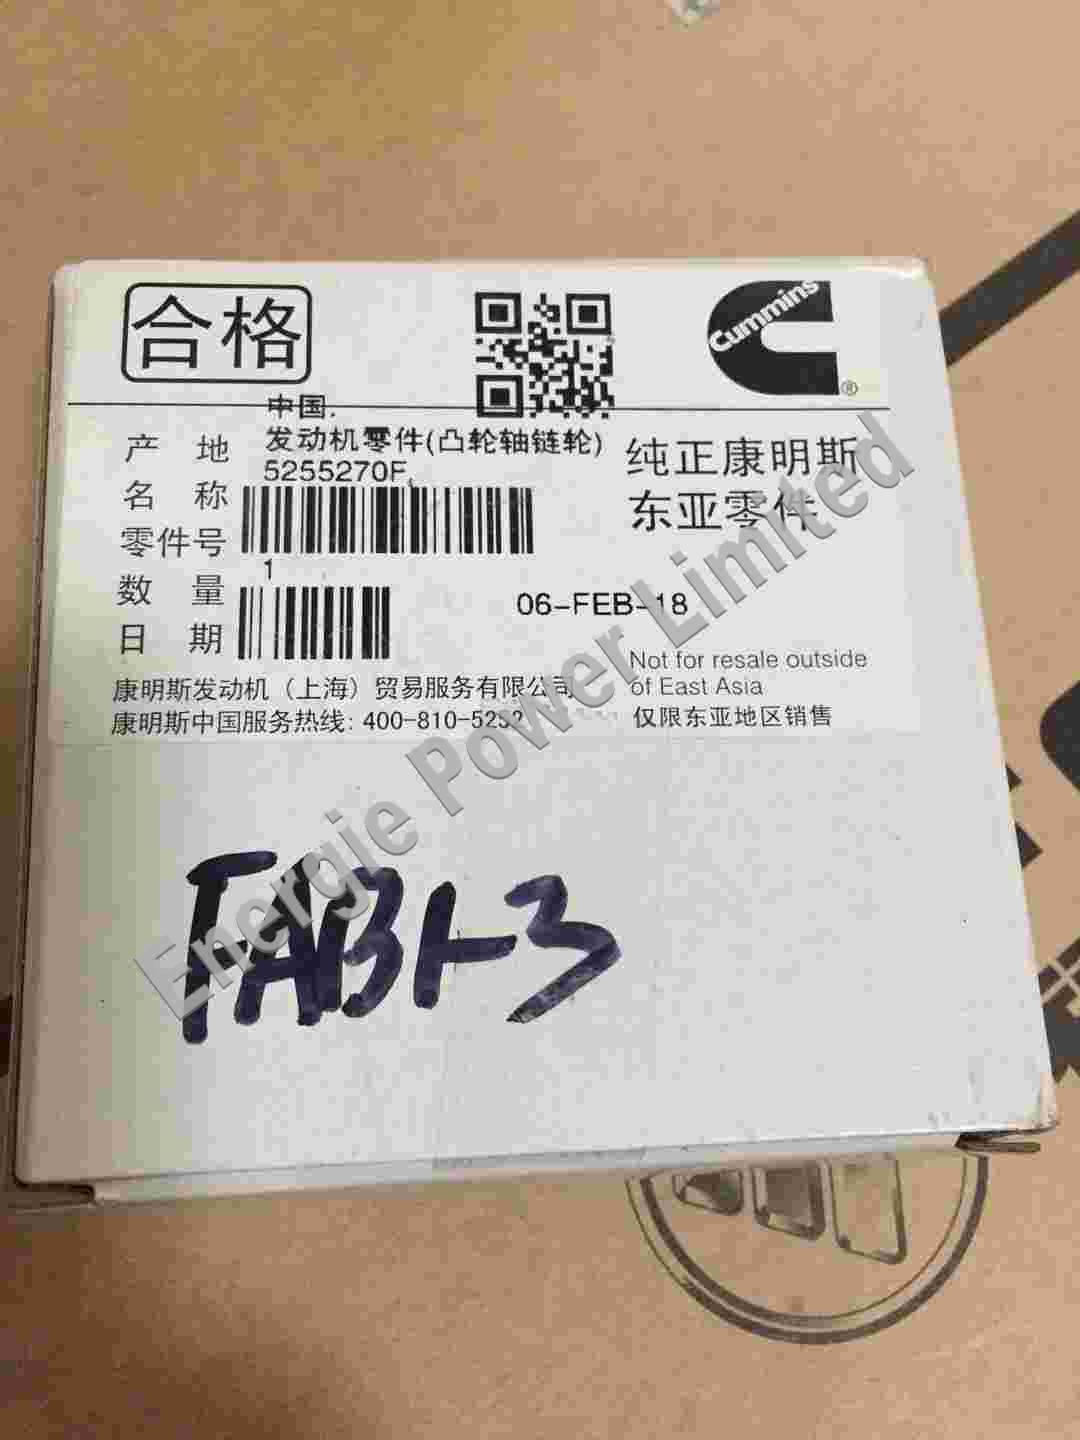 合格
Cummins
®
中国.
产 地
发动机零件(凸轮轴链轮)
名 称
5255270F
零件号
1
数 量
日 期
06-FEB-18
纯正康明斯
东亚零件
Not for resale outside
of East Asia
仅限东亚地区销售
康明斯发动机（上海）贸易服务有限公司
康明斯中国服务热线: 400-810-5252
FAB1-3
Energie Power Limited